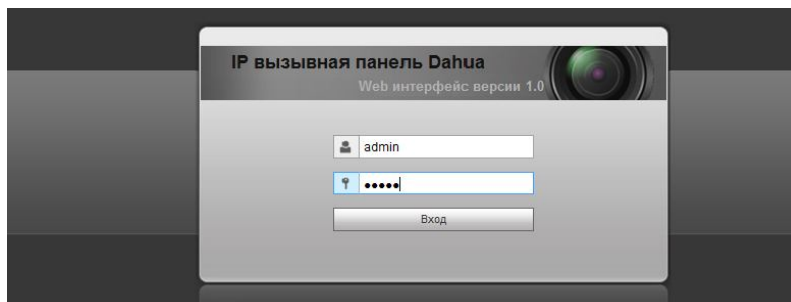 IP вызывная панель Dahua
Web интерфейс версии 1.0
admin
•••••
Вход